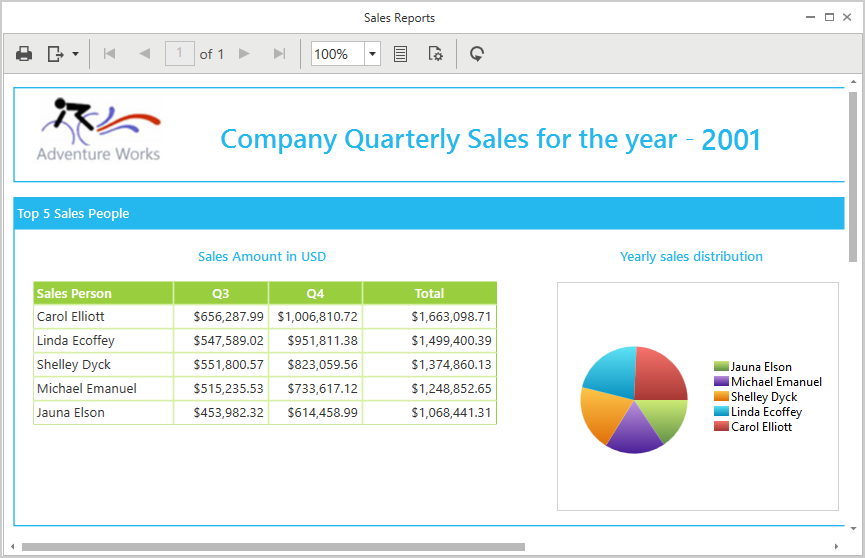 Sales Reports
1 of 1 100%
Adventure Works
Company Quarterly Sales for the year - 2001
Top 5 Sales People
Sales Amount in USD
Yearly sales distribution
Sales Person Q3 Q4 Total
Carol Elliott $656,287.99 $1,006,810.72 $1,663,098.71
Linda Ecoffey $547,589.02 $951,811.38 $1,499,400.39
Shelley Dyck $551,800.57 $823,059.56 $1,374,860.13
Michael Emanuel $515,235.53 $733,617.12 $1,248,852.65
Jauna Elson $453,982.32 $614,458.99 $1,068,441.31
Jauna Elson
Michael Emanuel
Shelley Dyck
Linda Ecoffey
Carol Elliott